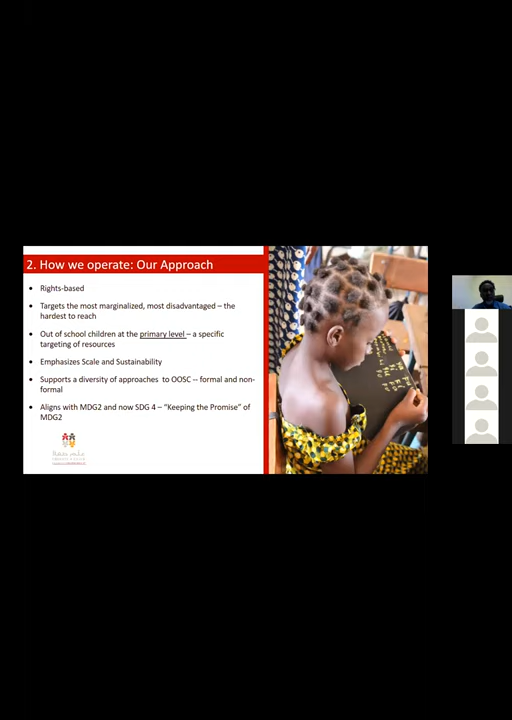 2. How we operate: Our Approach
• Rights-based
• Targets the most marginalized, most disadvantaged – the
hardest to reach
• Out of school children at the primary level – a specific
targeting of resources
• Emphasizes Scale and Sustainability
• Supports a diversity of approaches to OOSC -- formal and non-
formal
• Aligns with MDG2 and now SDG 4 – “Keeping the Promise” of
MDG2